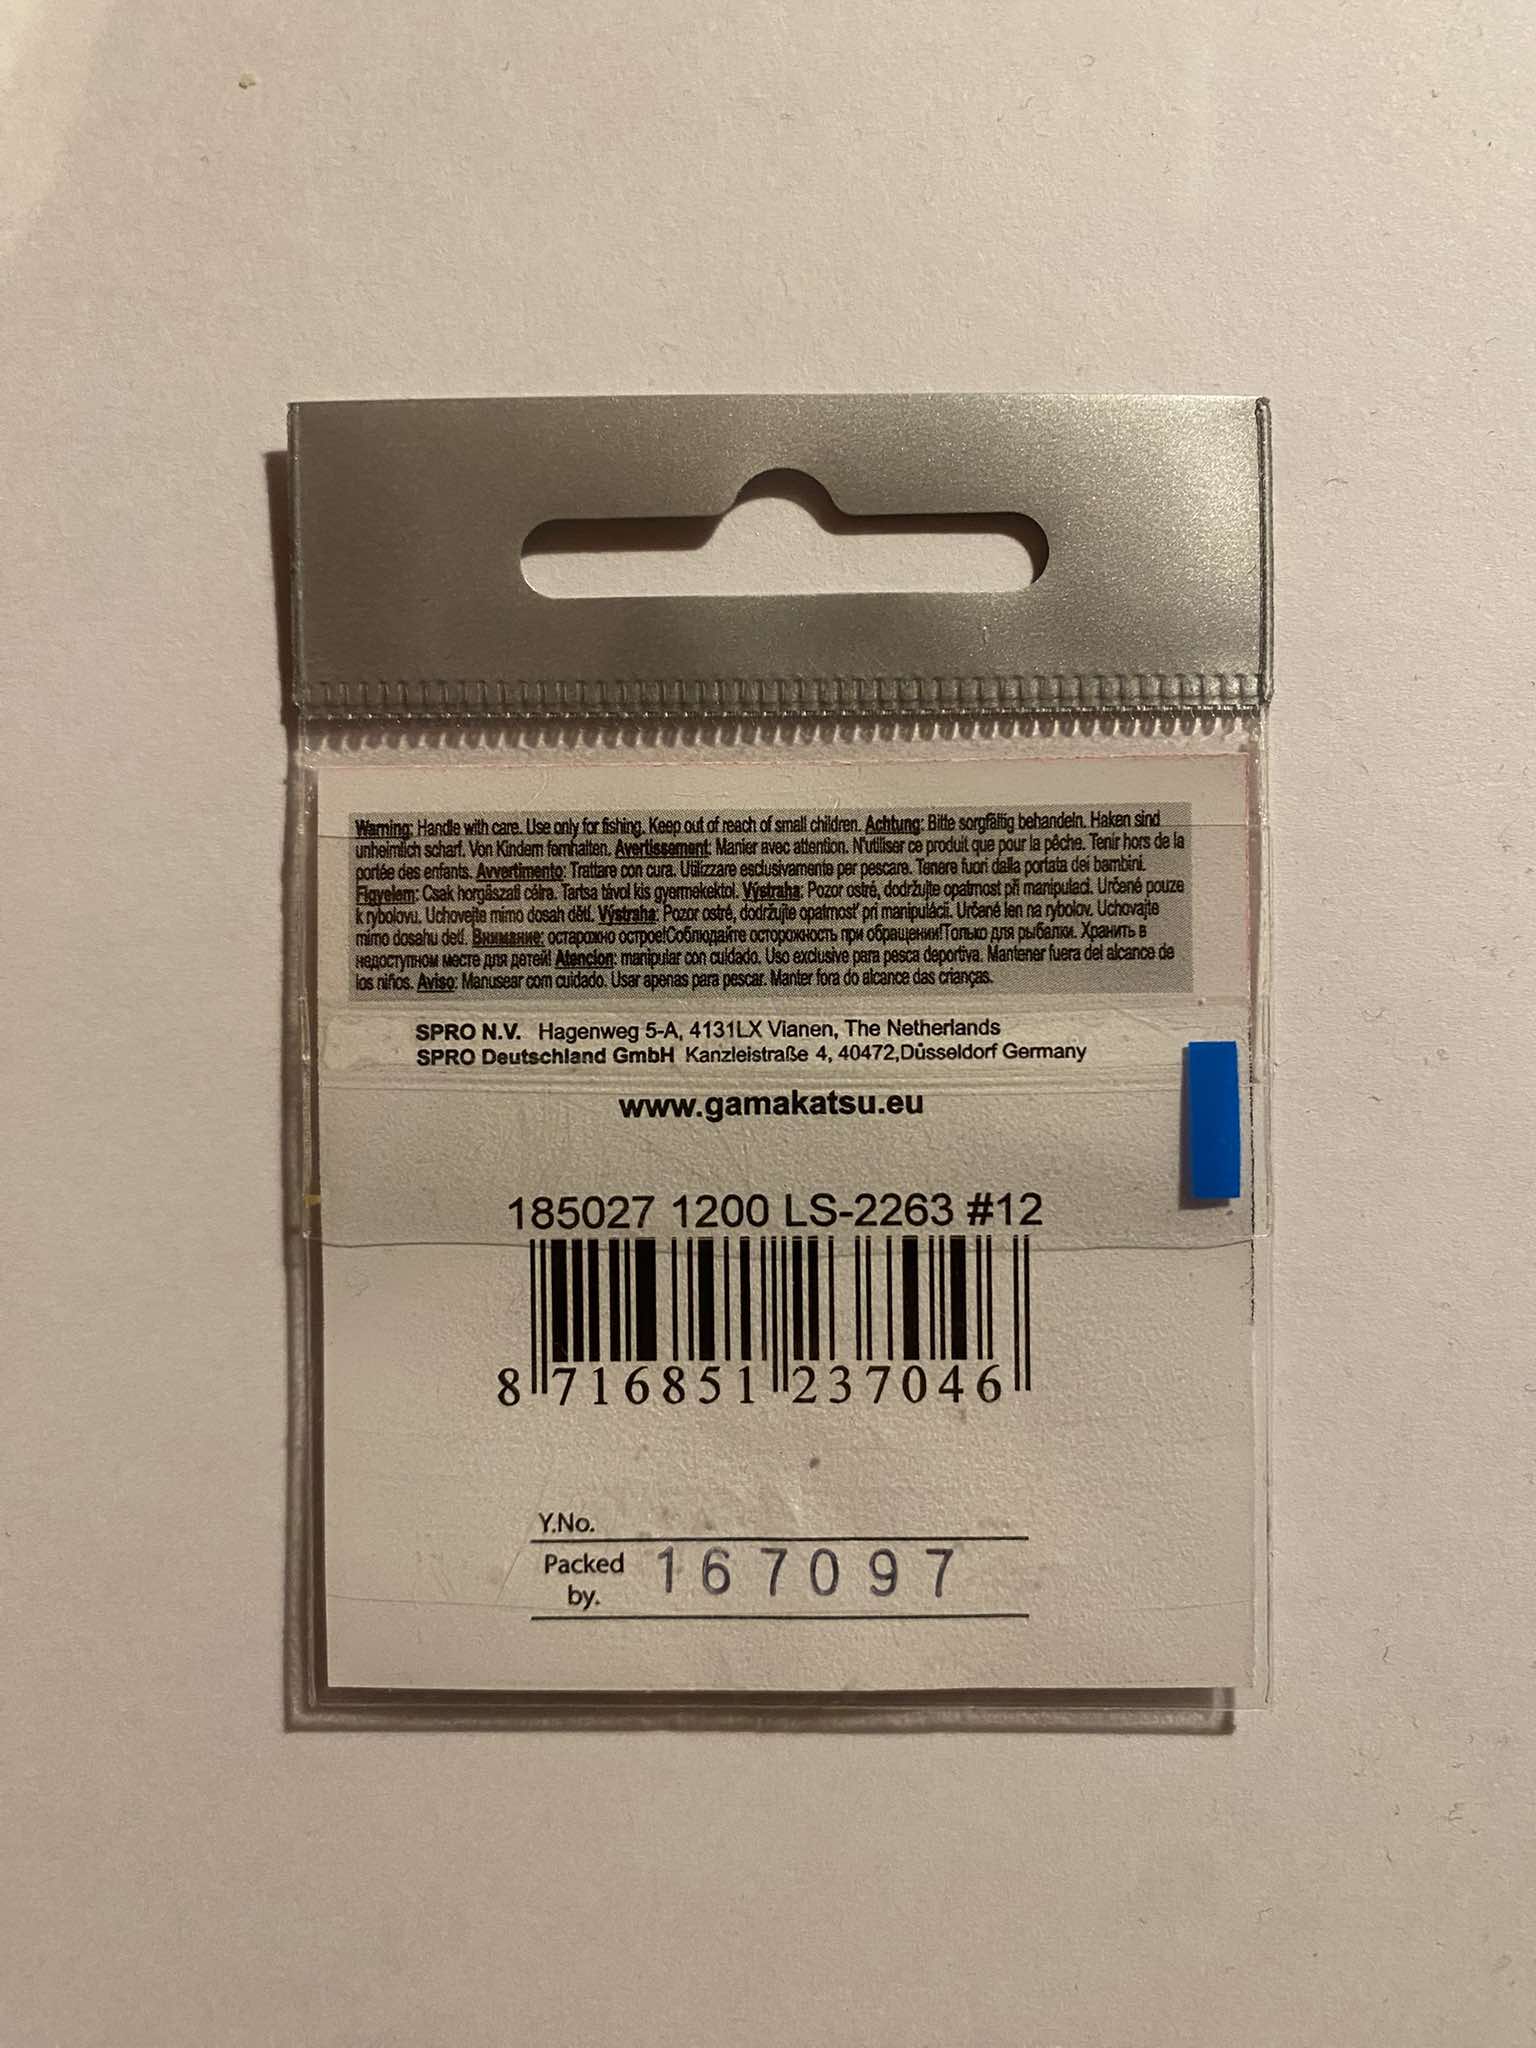 Warning: Handle with care. Use only for fishing. Keep out of reach of small children. Achtung: Bitte sorgfältig behandeln. Haken sind
unheimlich scharf. Von Kindern fernhalten. Avertissement: Manier avec attention. N'utiliser ce produit que pour la pêche. Tenir hors de la
portée des enfants. Avvertimento: Trattare con cura. Utilizzare esclusivamente per pescare. Tenere fuori dalla portata dei bambini.
Figyelem: Csak horgászati célra. Tartsa távol kis gyermekektol. Výstraha: Pozor ostré, dodržujte opatrnost při manipulaci. Určené pouze
k rybolovu. Uchovejte mimo dosah dětí. Výstraha: Pozor ostré, dodržujte opatrnosť pri manipulácii. Určané len na rybolov. Uchovajte
mimo dosahu detí. Внимание: остарожно острое!Соблюдайте осторожность при обращении!Только для рыбалки. Хранить в
недоступном месте для детей! Atencion: manipular con cuidado. Uso exclusive para pesca deportiva. Mantener fuera del alcance de
los niños. Aviso: Manusear com cuidado. Usar apenas para pescar. Manter fora do alcance das crianças.
SPRO N.V. Hagenweg 5-A, 4131LX Vianen, The Netherlands
SPRO Deutschland GmbH Kanzleistraße 4, 40472,Düsseldorf Germany
www.gamakatsu.eu
185027 1200 LS-2263 #12
8 716851 237046
Y.No.
Packed by. 167097